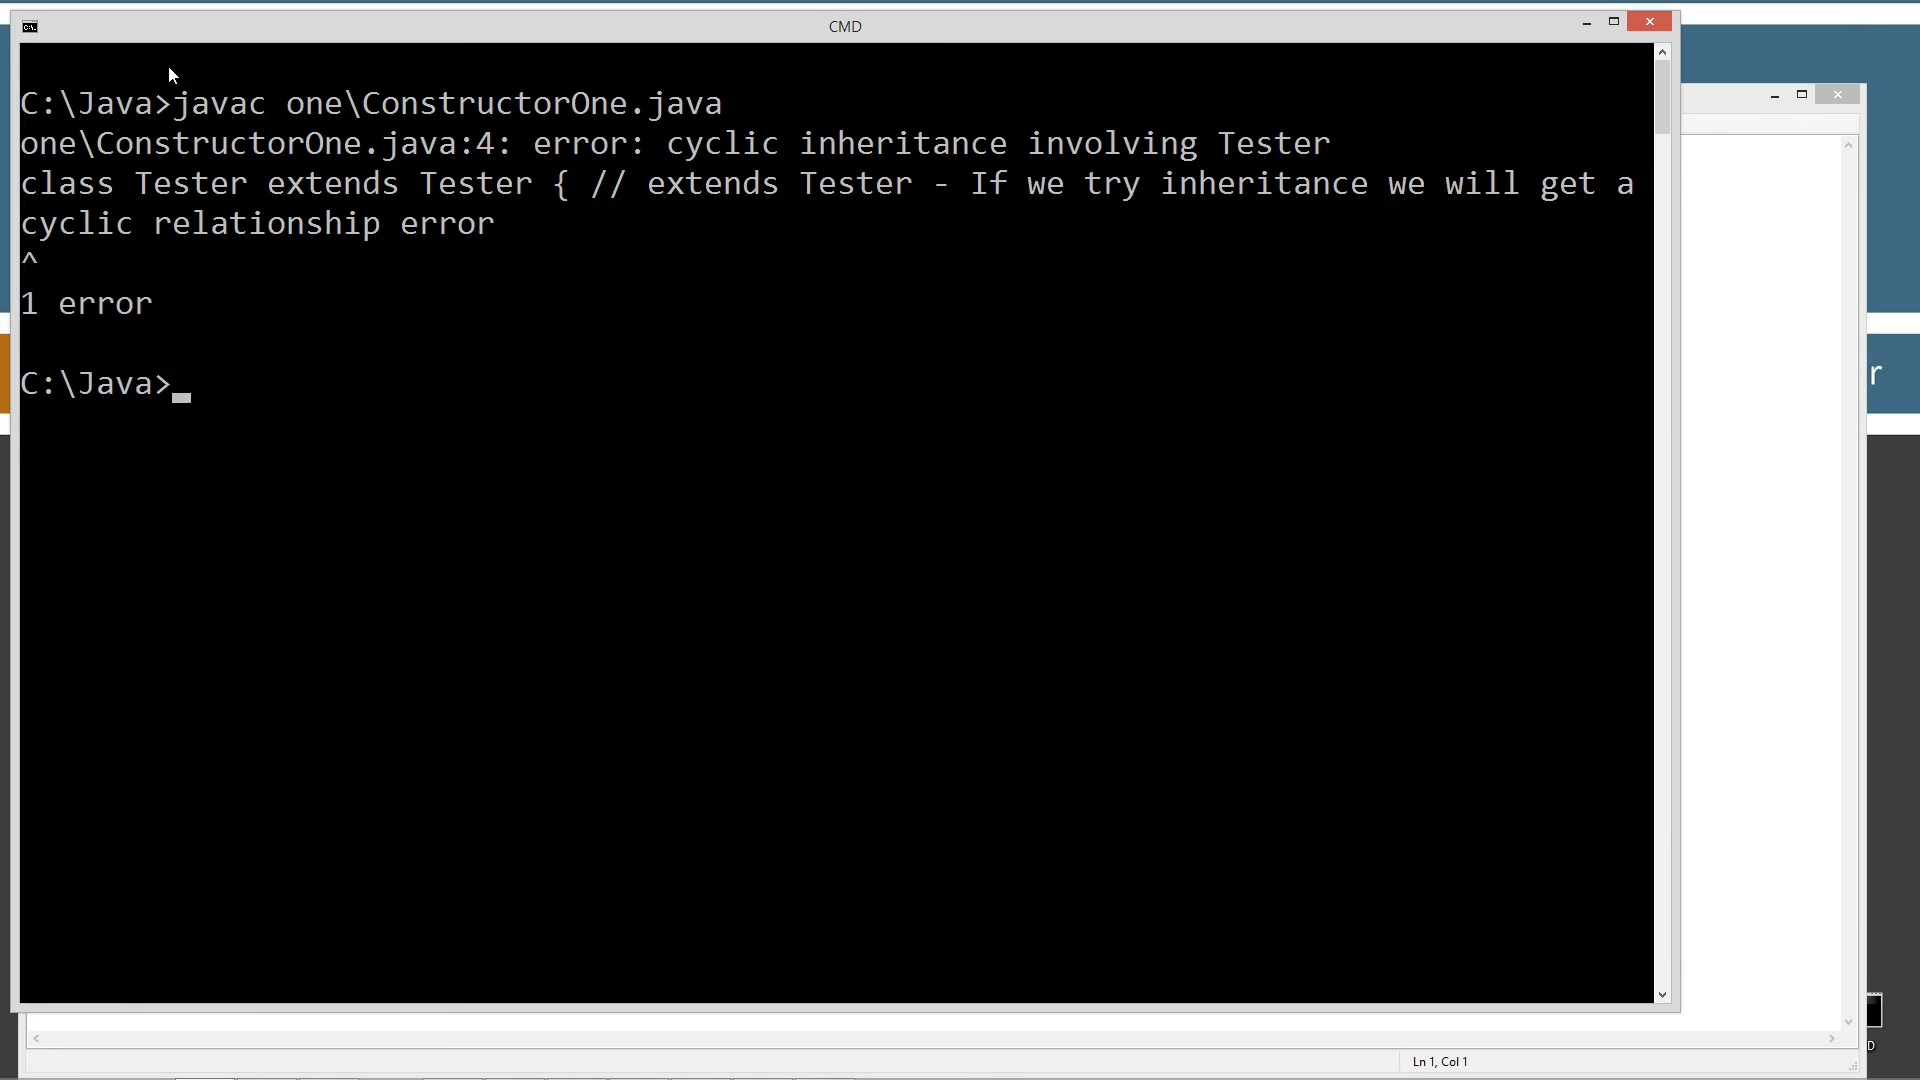 CMD
C:\Java>javac one\ConstructorOne.java
one\ConstructorOne.java:4: error: cyclic inheritance involving Tester
class Tester extends Tester { // extends Tester - If we try inheritance we will get a
cyclic relationship error
^
1 error
C:\Java>
r
D
Ln 1, Col 1